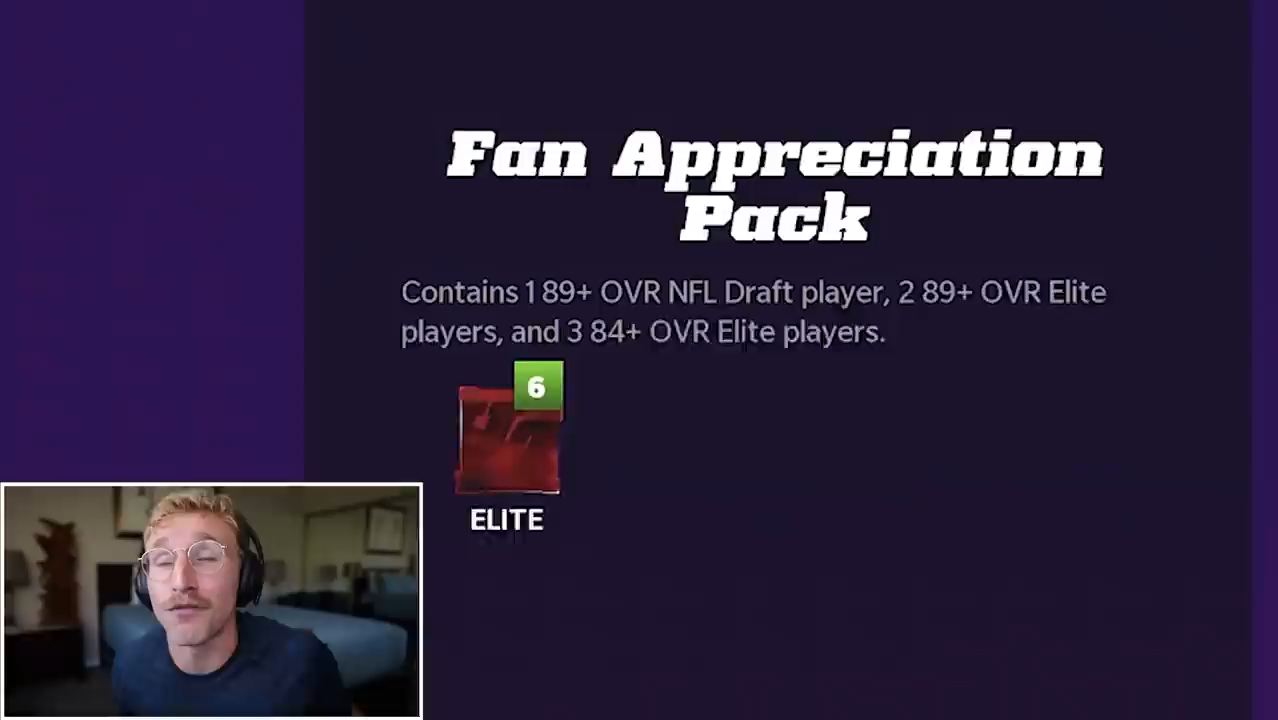 Fan Appreciation
Pack
Contains 1 89+ OVR NFL Draft player, 2 89+ OVR Elite
players, and 3 84+ OVR Elite players.
6
ELITE